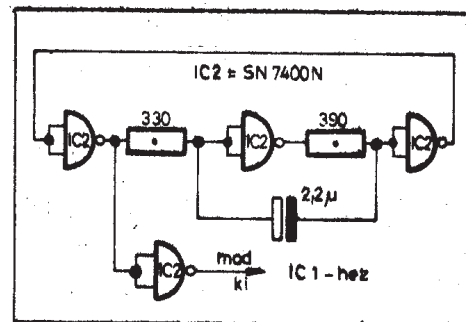 IC2 = SN 7400N
330
390
IC2
IC2
IC2
2,2µ
IC2
mod
ki
IC 1-hez